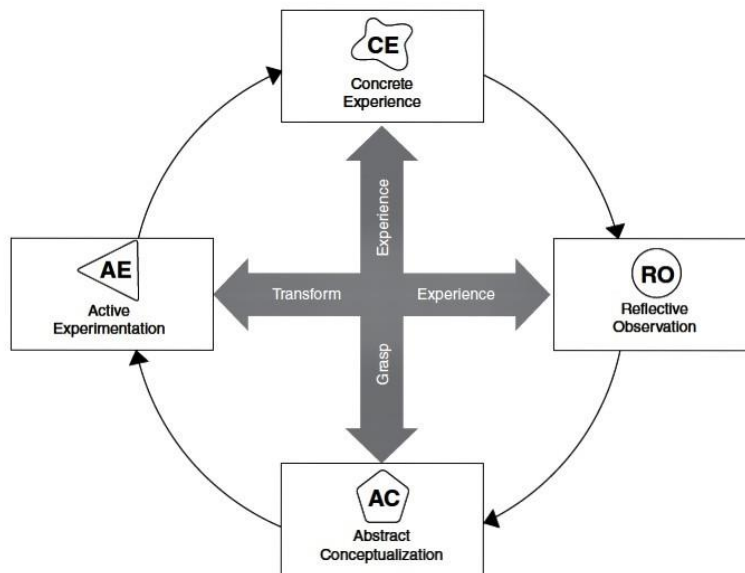 CE
Concrete
Experience
Experience
AE
Active
Experimentation
Transform
Experience
RO
Reflective
Observation
Grasp
AC
Abstract
Conceptualization